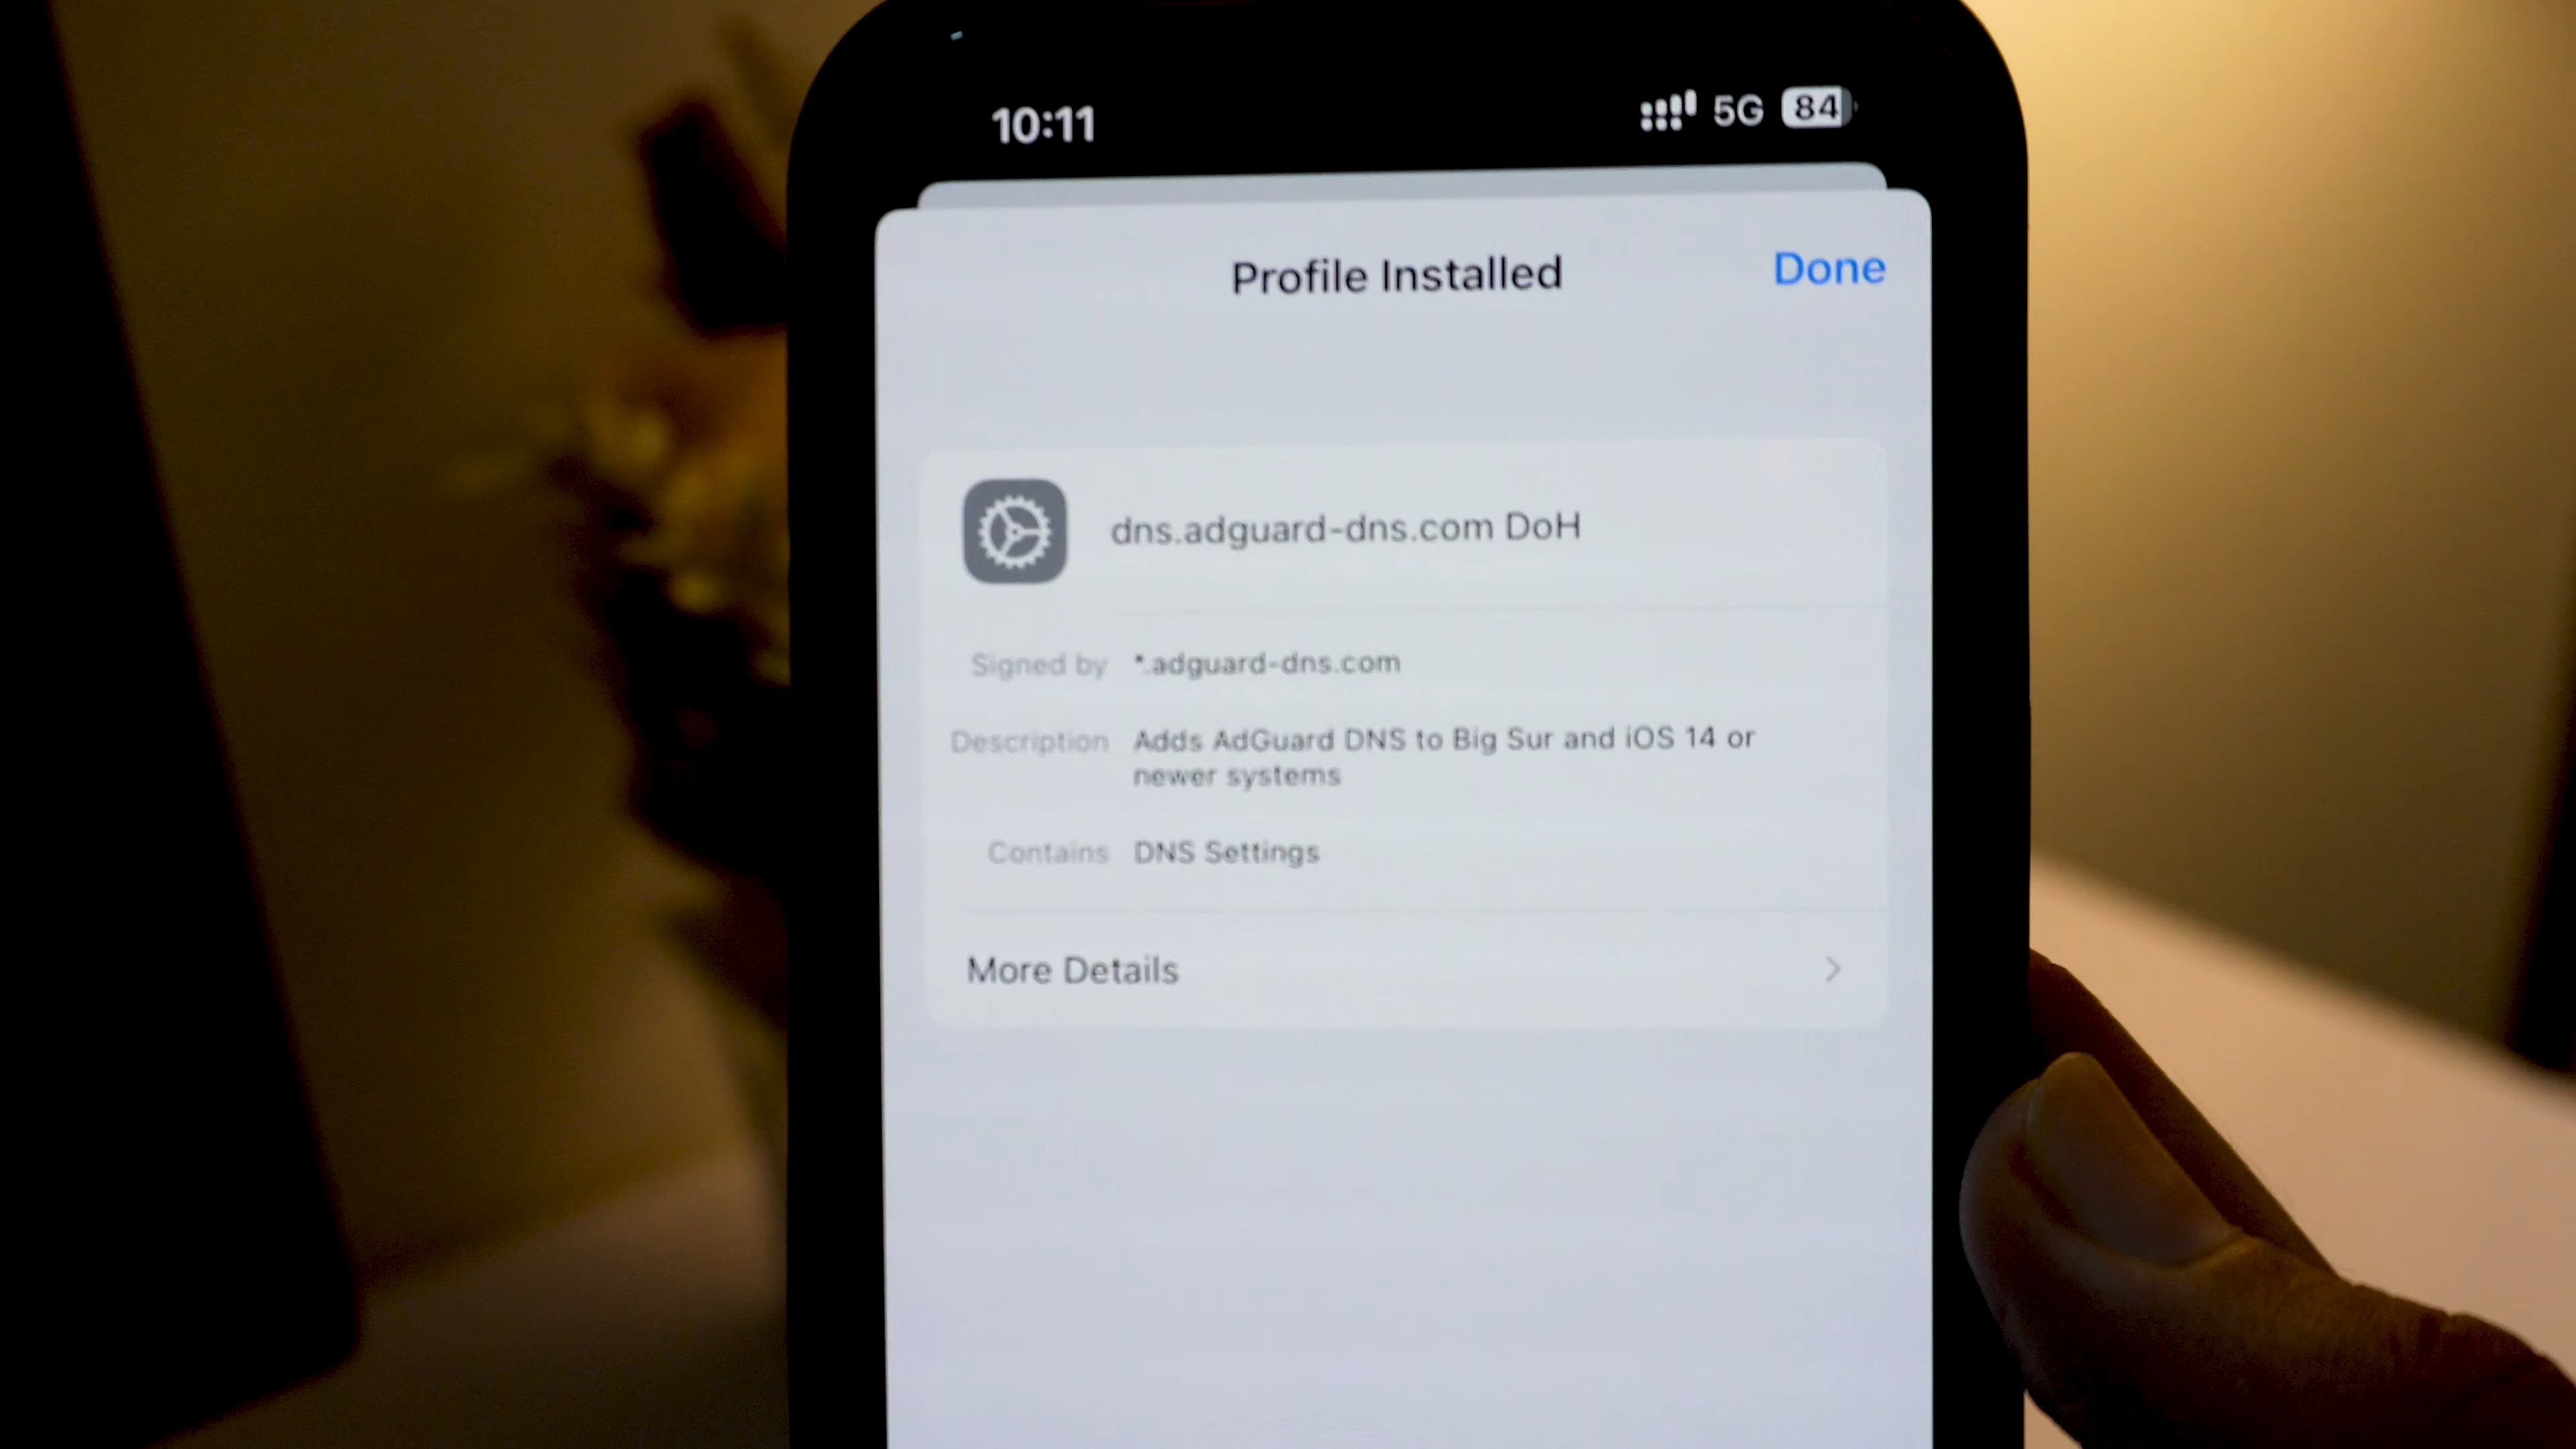 10:11
5G 84
Profile Installed
Done
dns.adguard-dns.com DoH
Signed by *.adguard-dns.com
Description Adds AdGuard DNS to Big Sur and iOS 14 or
newer systems
Contains DNS Settings
More Details